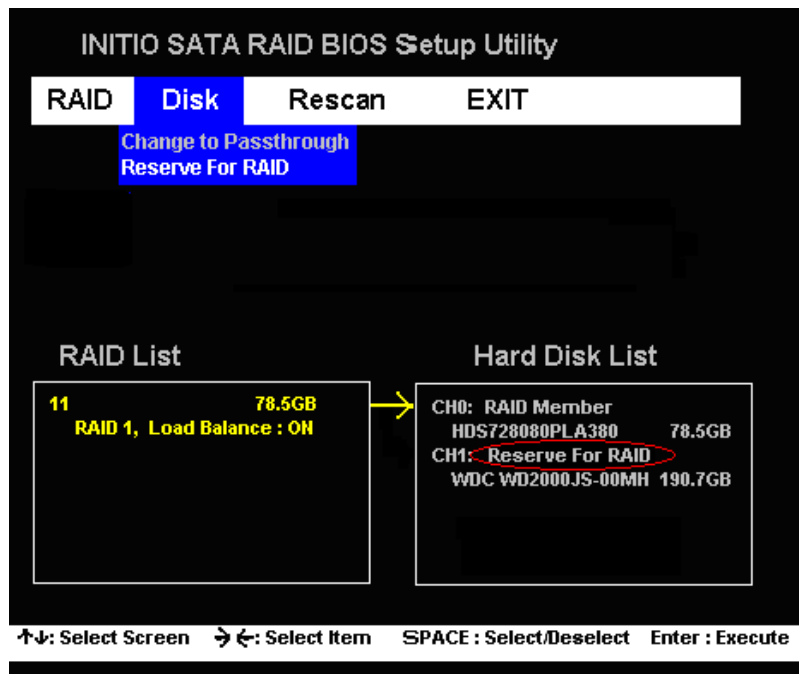 INITIO SATA RAID BIOS Setup Utility
RAID Disk Rescan EXIT
Change to Passthrough
Reserve For RAID
RAID List
11 78.5GB
RAID 1, Load Balance : ON
Hard Disk List
CH0: RAID Member
HDS728080PLA380 78.5GB
CH1: Reserve For RAID
WDC WD2000JS-00MH 190.7GB
↑↓: Select Screen →←: Select Item SPACE : Select/Deselect Enter : Execute